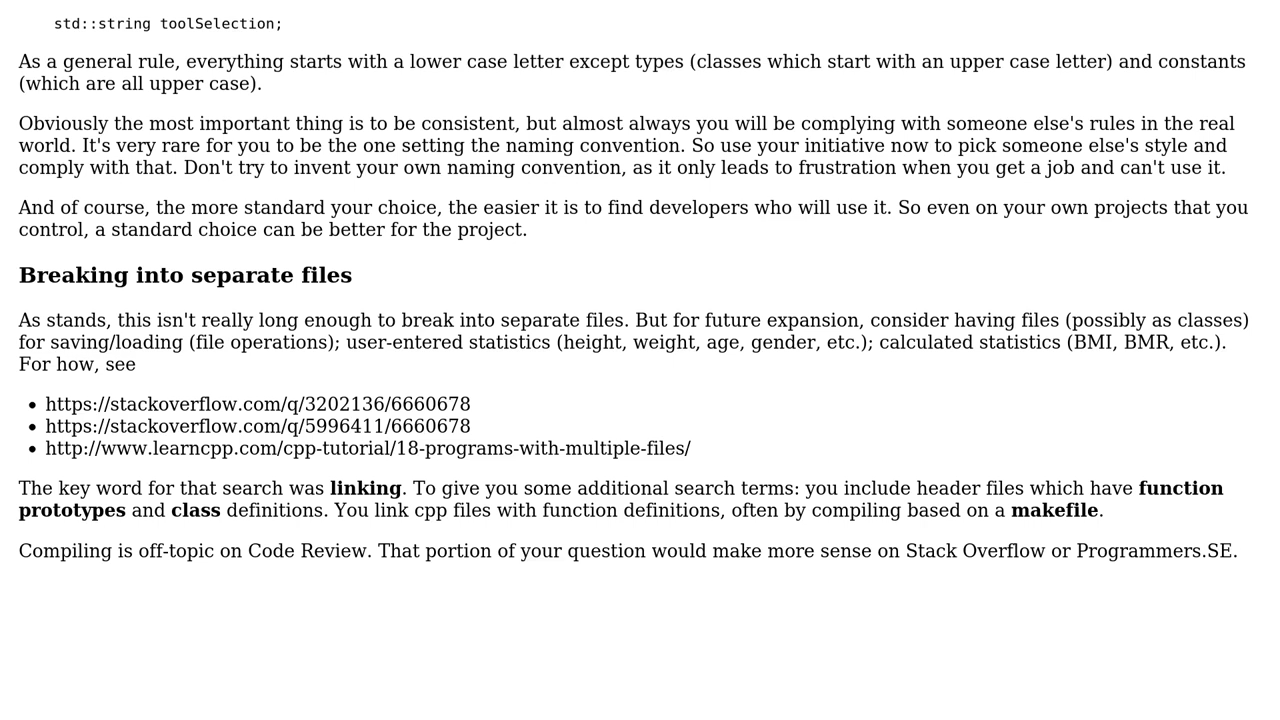 std::string toolSelection;
As a general rule, everything starts with a lower case letter except types (classes which start with an upper case letter) and constants
(which are all upper case).
Obviously the most important thing is to be consistent, but almost always you will be complying with someone else's rules in the real
world. It's very rare for you to be the one setting the naming convention. So use your initiative now to pick someone else's style and
comply with that. Don't try to invent your own naming convention, as it only leads to frustration when you get a job and can't use it.
And of course, the more standard your choice, the easier it is to find developers who will use it. So even on your own projects that you
control, a standard choice can be better for the project.
Breaking into separate files
As stands, this isn't really long enough to break into separate files. But for future expansion, consider having files (possibly as classes)
for saving/loading (file operations); user-entered statistics (height, weight, age, gender, etc.); calculated statistics (BMI, BMR, etc.).
For how, see
• https://stackoverflow.com/q/3202136/6660678
• https://stackoverflow.com/q/5996411/6660678
• http://www.learncpp.com/cpp-tutorial/18-programs-with-multiple-files/
The key word for that search was linking. To give you some additional search terms: you include header files which have function
prototypes and class definitions. You link cpp files with function definitions, often by compiling based on a makefile.
Compiling is off-topic on Code Review. That portion of your question would make more sense on Stack Overflow or Programmers.SE.